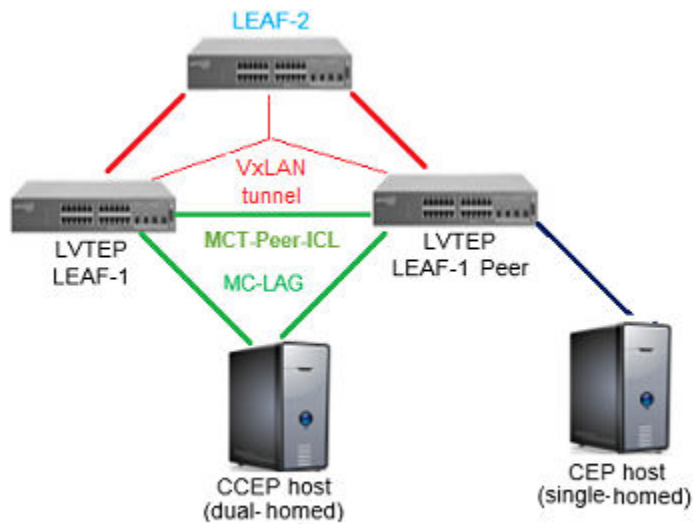 LEAF-2
VxLAN
tunnel
LVTEP
LEAF-1
MCT-Peer-ICL
LVTEP
LEAF-1 Peer
MC-LAG
CCEP host
(dual-homed)
CEP host
(single-homed)